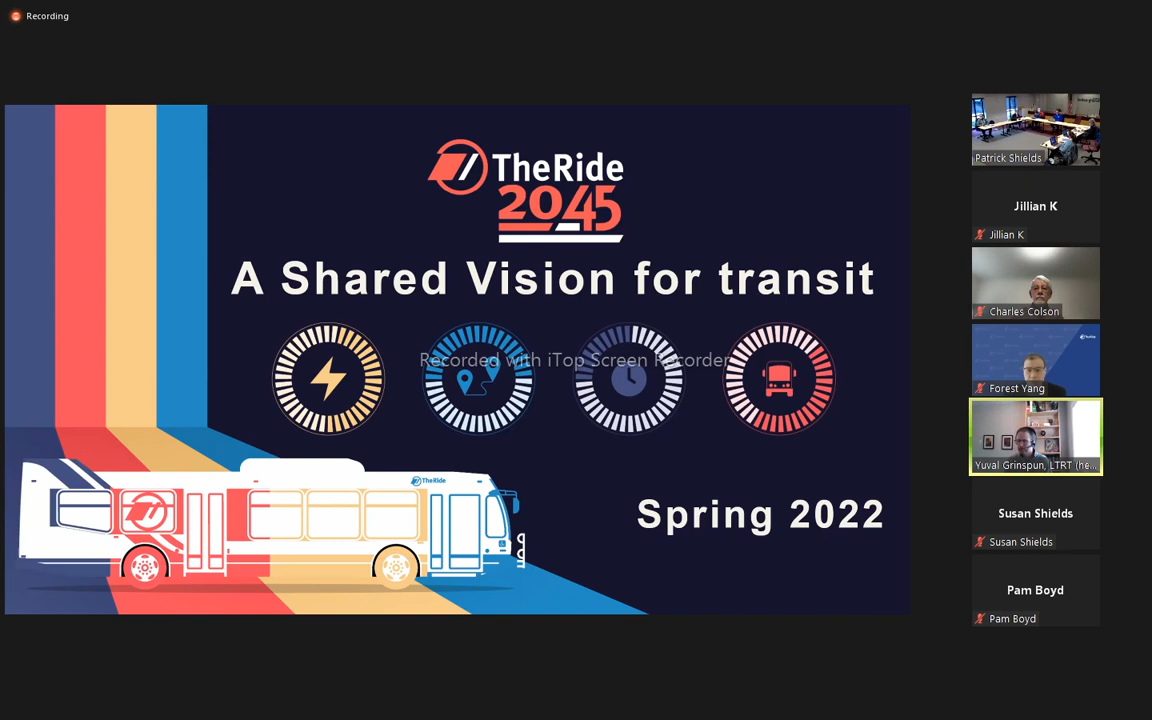 Recording
TheRide
2045
A Shared Vision for transit
Recorded with iTop Screen Recorder
TheRide
Spring 2022
Patrick Shields
Jillian K
Jillian K
Charles Colson
TheRide
Forest Yang
Yuval Grinspun, LTRT (he...
Susan Shields
Susan Shields
Pam Boyd
Pam Boyd